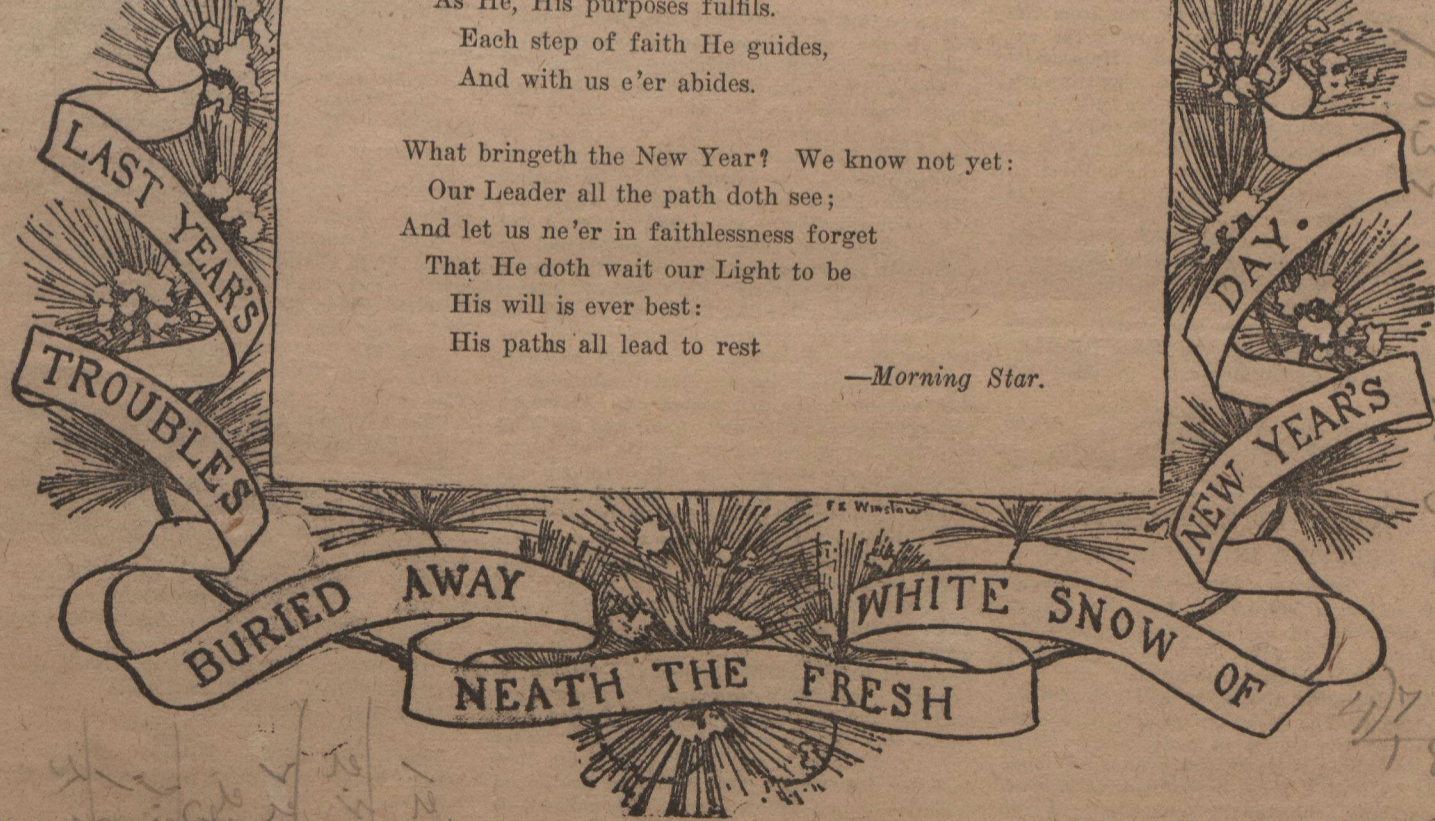 As He, His purposes fulfils.
Each step of faith He guides,
And with us e'er abides.
What bringeth the New Year? We know not yet:
Our Leader all the path doth see;
And let us ne'er in faithlessness forget
That He doth wait our Light to be
His will is ever best:
His paths all lead to rest
—Morning Star.
LAST YEAR'S
TROUBLES
BURIED AWAY
NEATH THE FRESH
WHITE SNOW OF
NEW YEAR'S
DAY.
F E Winslow